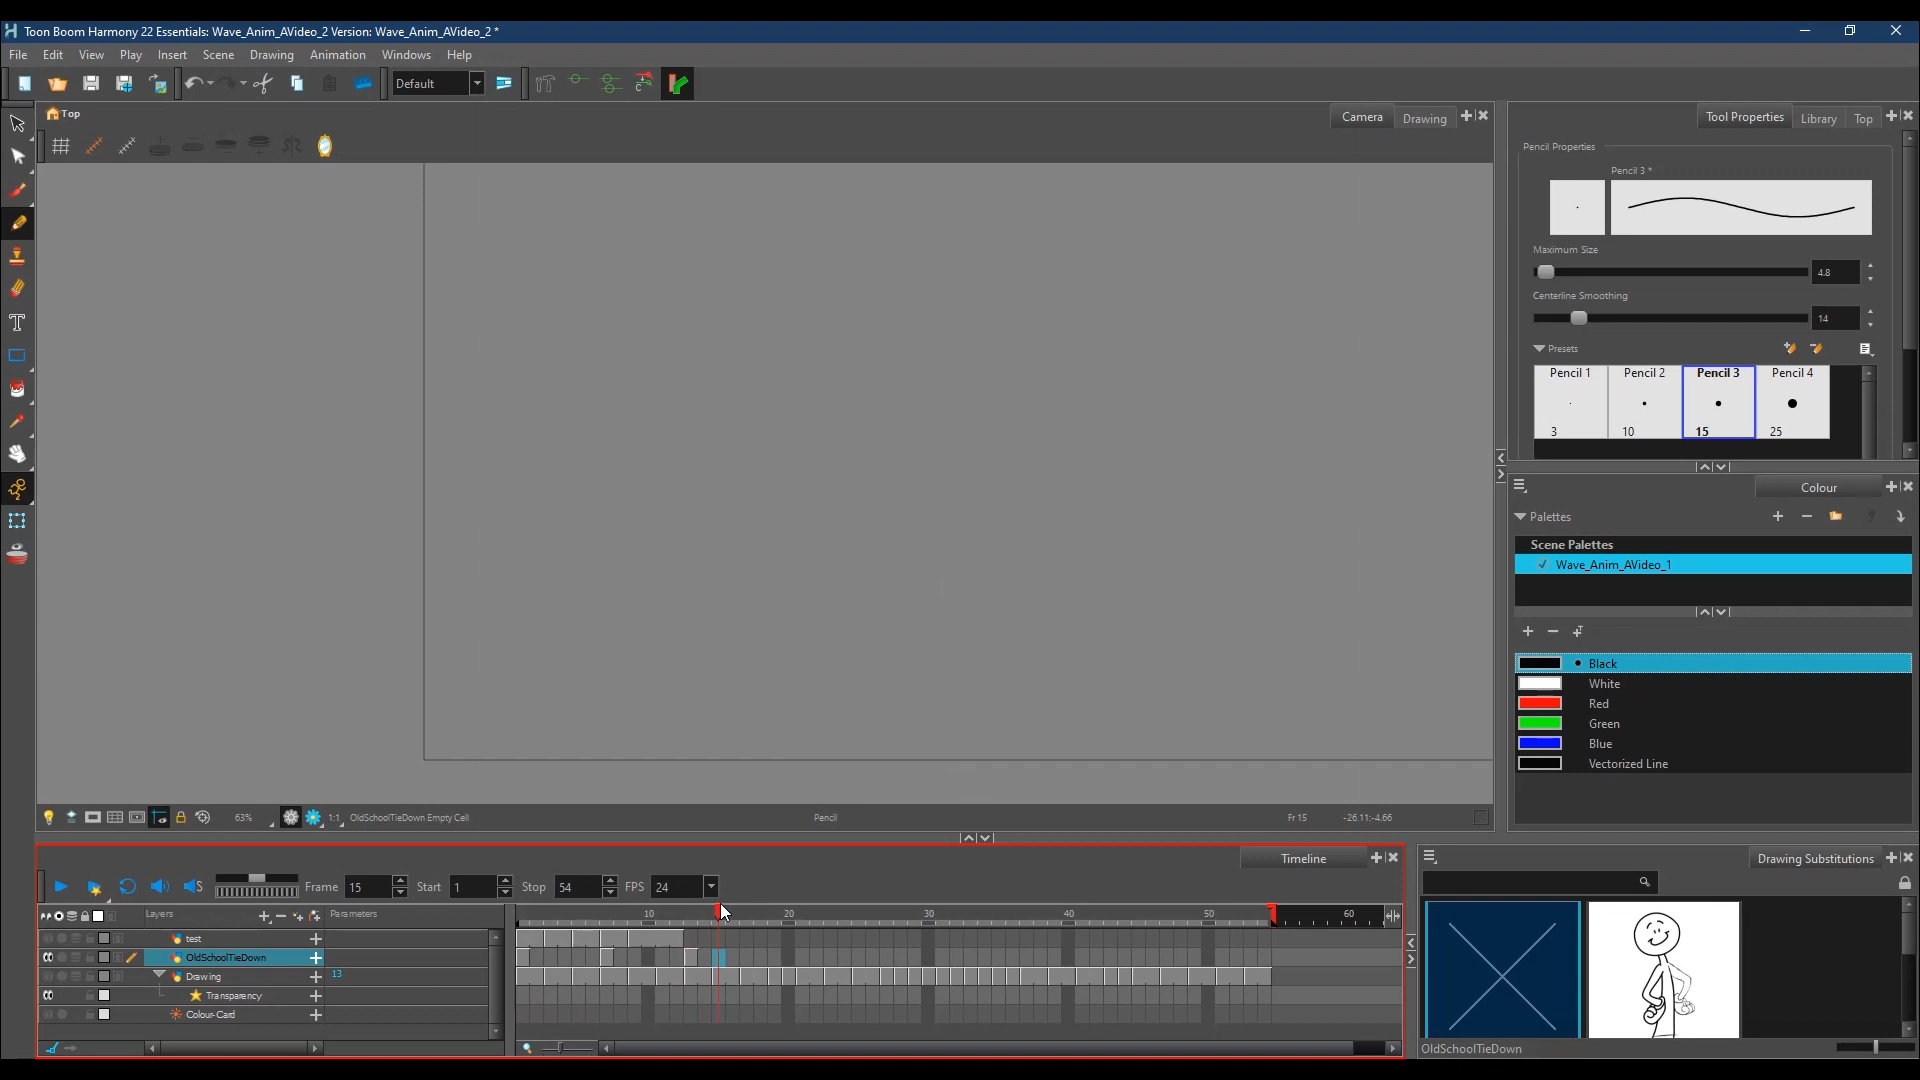 Toon Boom Harmony 22 Essentials: Wave_Anim_AVideo_2 Version: Wave_Anim_AVideo_2 *
File Edit View Play Insert Scene Drawing Animation Windows Help
Default
Top
Camera
Drawing
Tool Properties
Library
Top
Pencil Properties
Pencil 3 *
Maximum Size
4.8
Centerline Smoothing
14
Presets
Pencil 1 Pencil 2 Pencil 3 Pencil 4
3 10 15 25
Colour
Palettes
Scene Palettes
Wave_Anim_AVideo_1
Black
White
Red
Green
Blue
Vectorized Line
63%
1:1
OldSchoolTieDown Empty Cell
Pencil
Fr 15
-26.11:-4.66
Timeline
Frame 15 Start 1 Stop 54 FPS 24
Layers
Parameters
10 20 30 40 50 60
test
OldSchoolTieDown
Drawing
13
Transparency
Colour-Card
Drawing Substitutions
OldSchoolTieDown